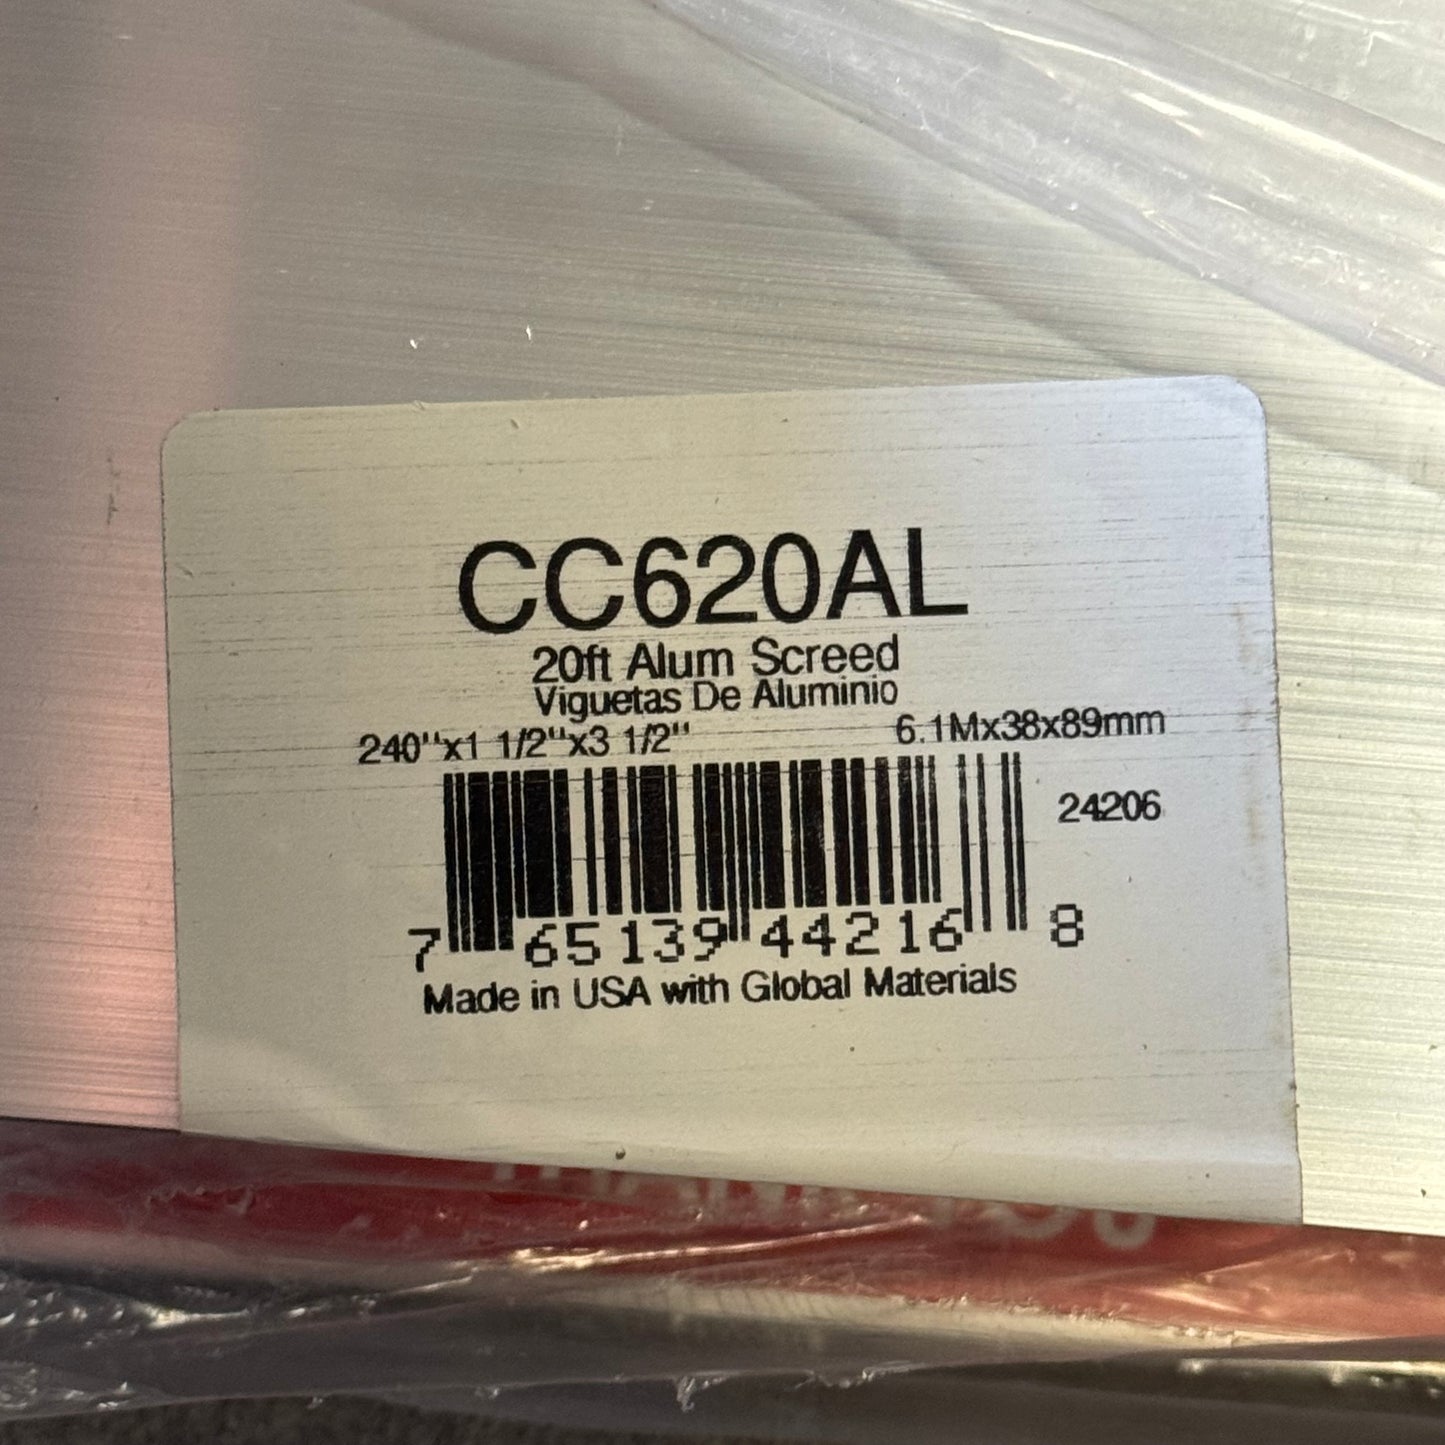 CC620AL
20ft Alum Screed
Viguetas De Aluminio
240"x1 1/2"x3 1/2" 6.1Mx38x89mm
24206
7 65139 44216 8
Made in USA with Global Materials